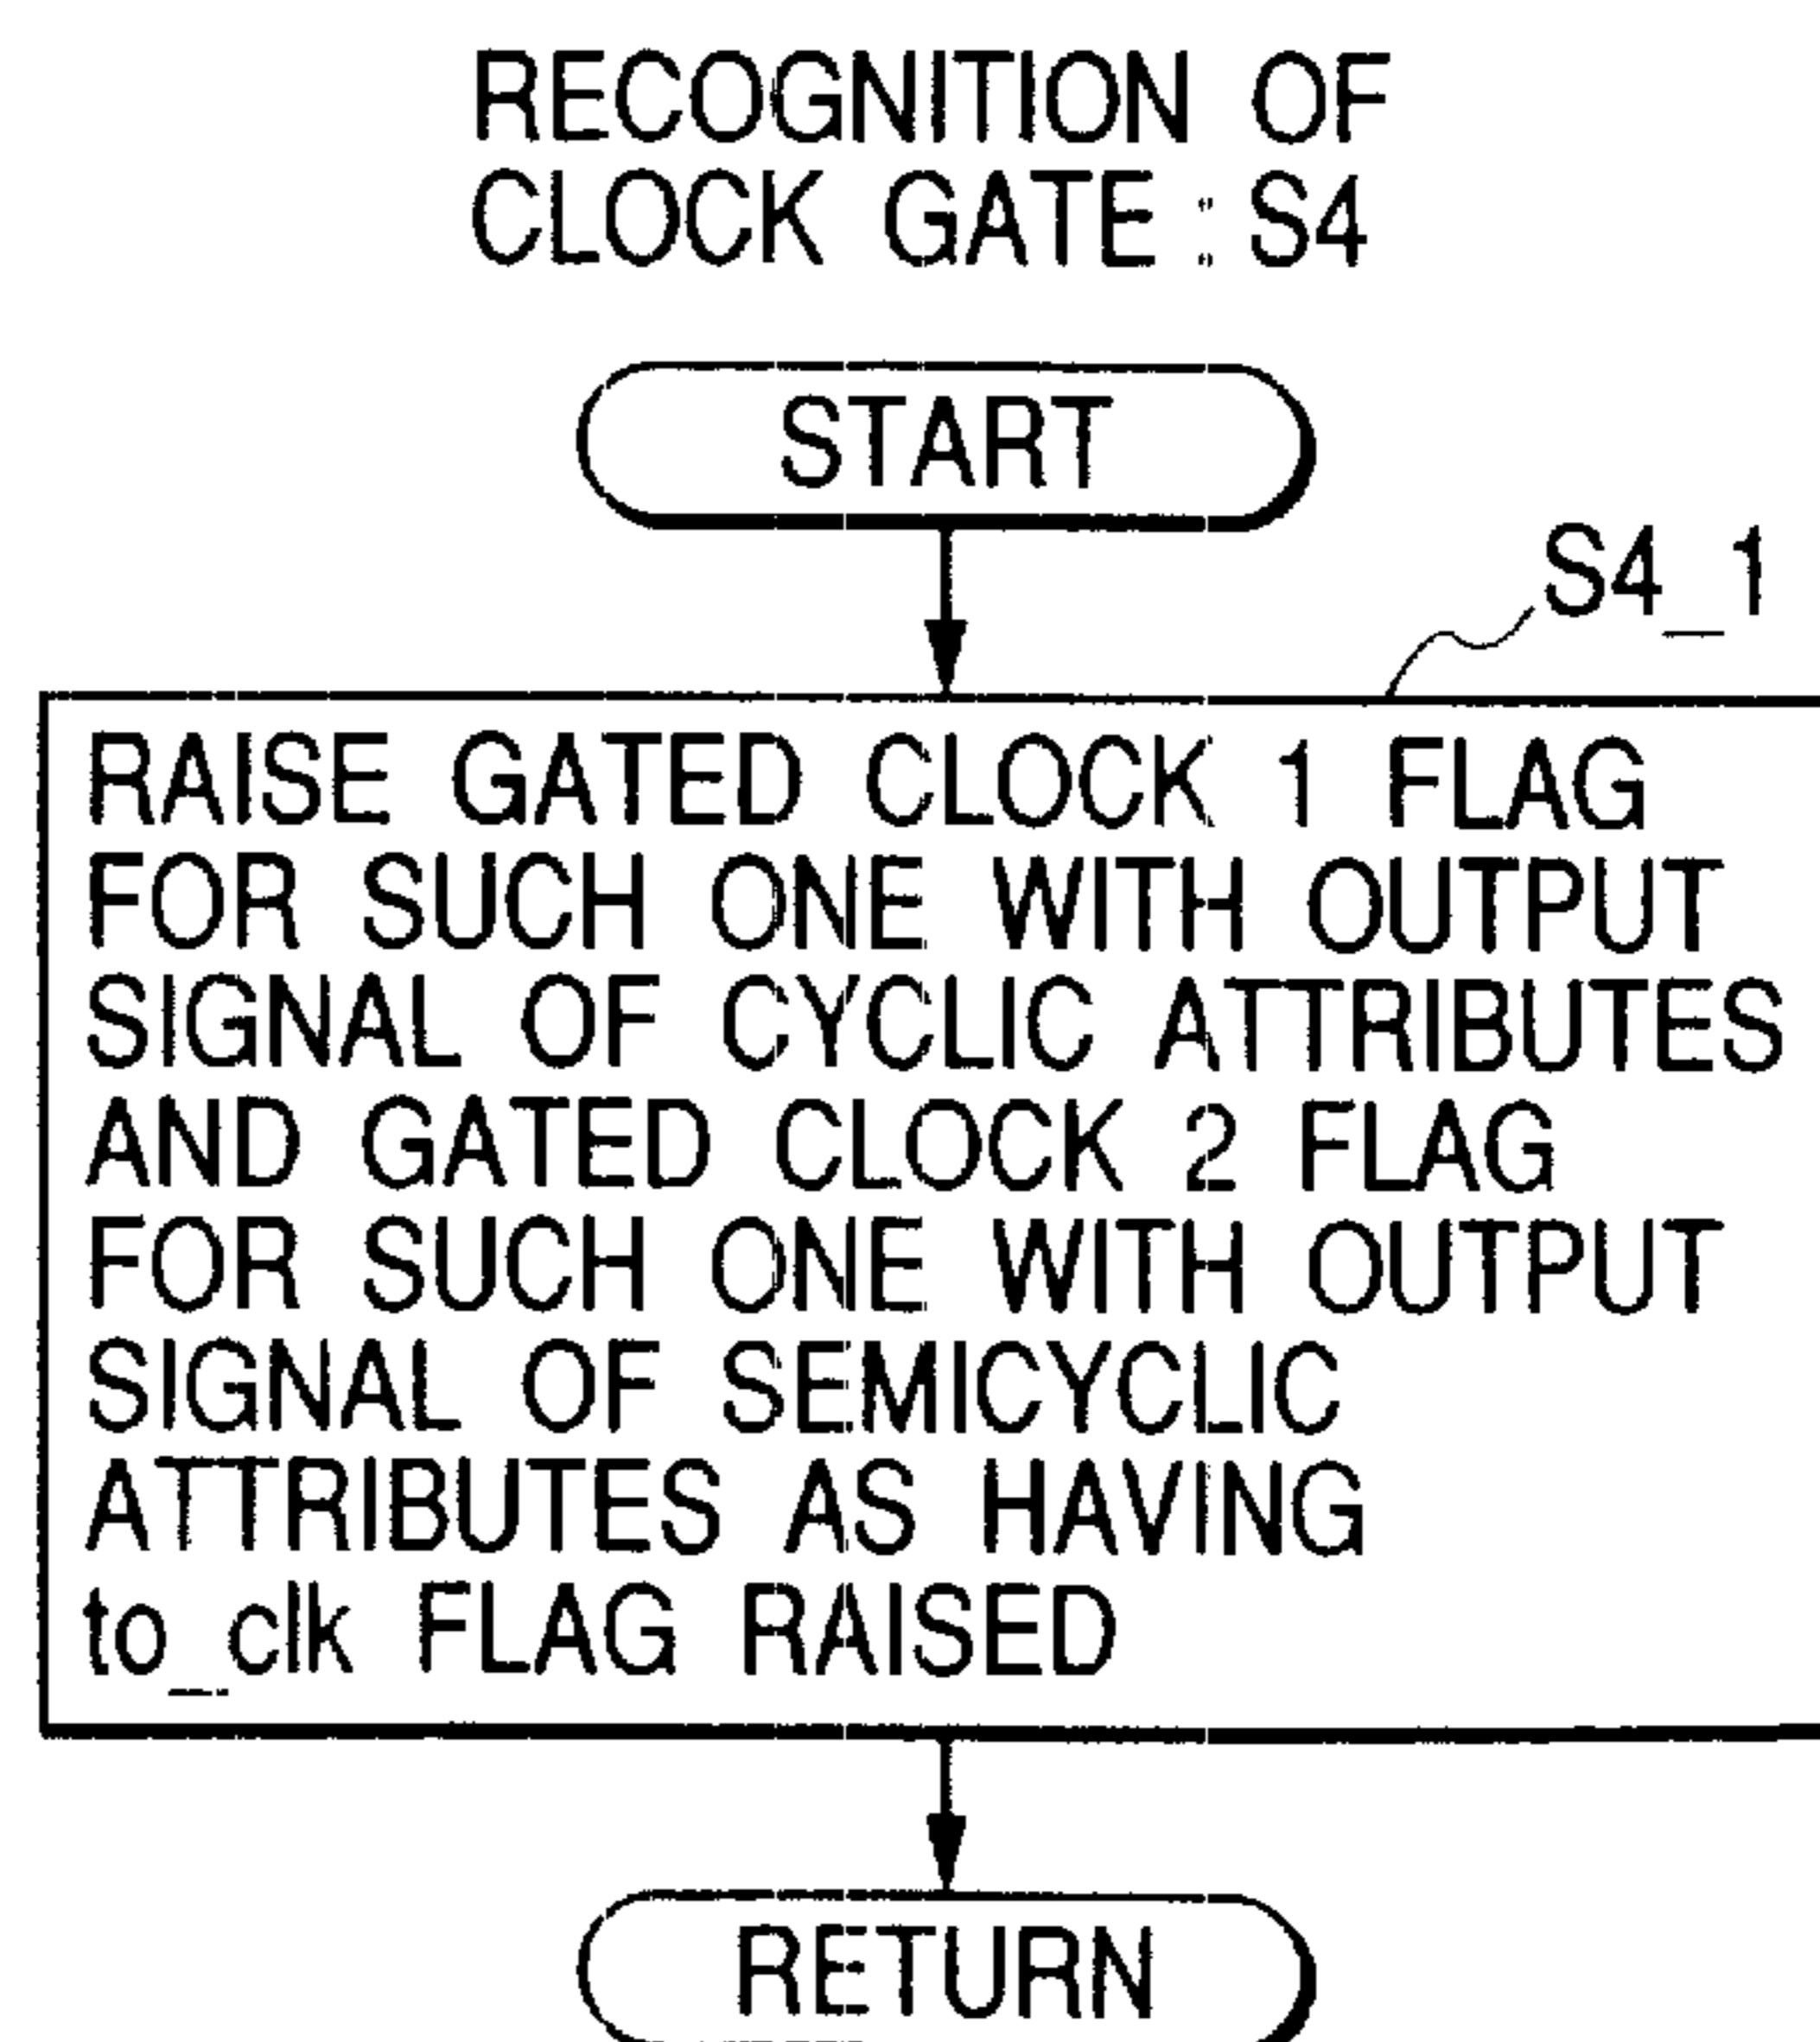 RECOGNITION OF
CLOCK GATE : S4
START
S4_1
RAISE GATED CLOCK 1 FLAG
FOR SUCH ONE WITH OUTPUT
SIGNAL OF CYCLIC ATTRIBUTES
AND GATED CLOCK 2 FLAG
FOR SUCH ONE WITH OUTPUT
SIGNAL OF SEMICYCLIC
ATTRIBUTES AS HAVING
to_clk FLAG RAISED
RETURN